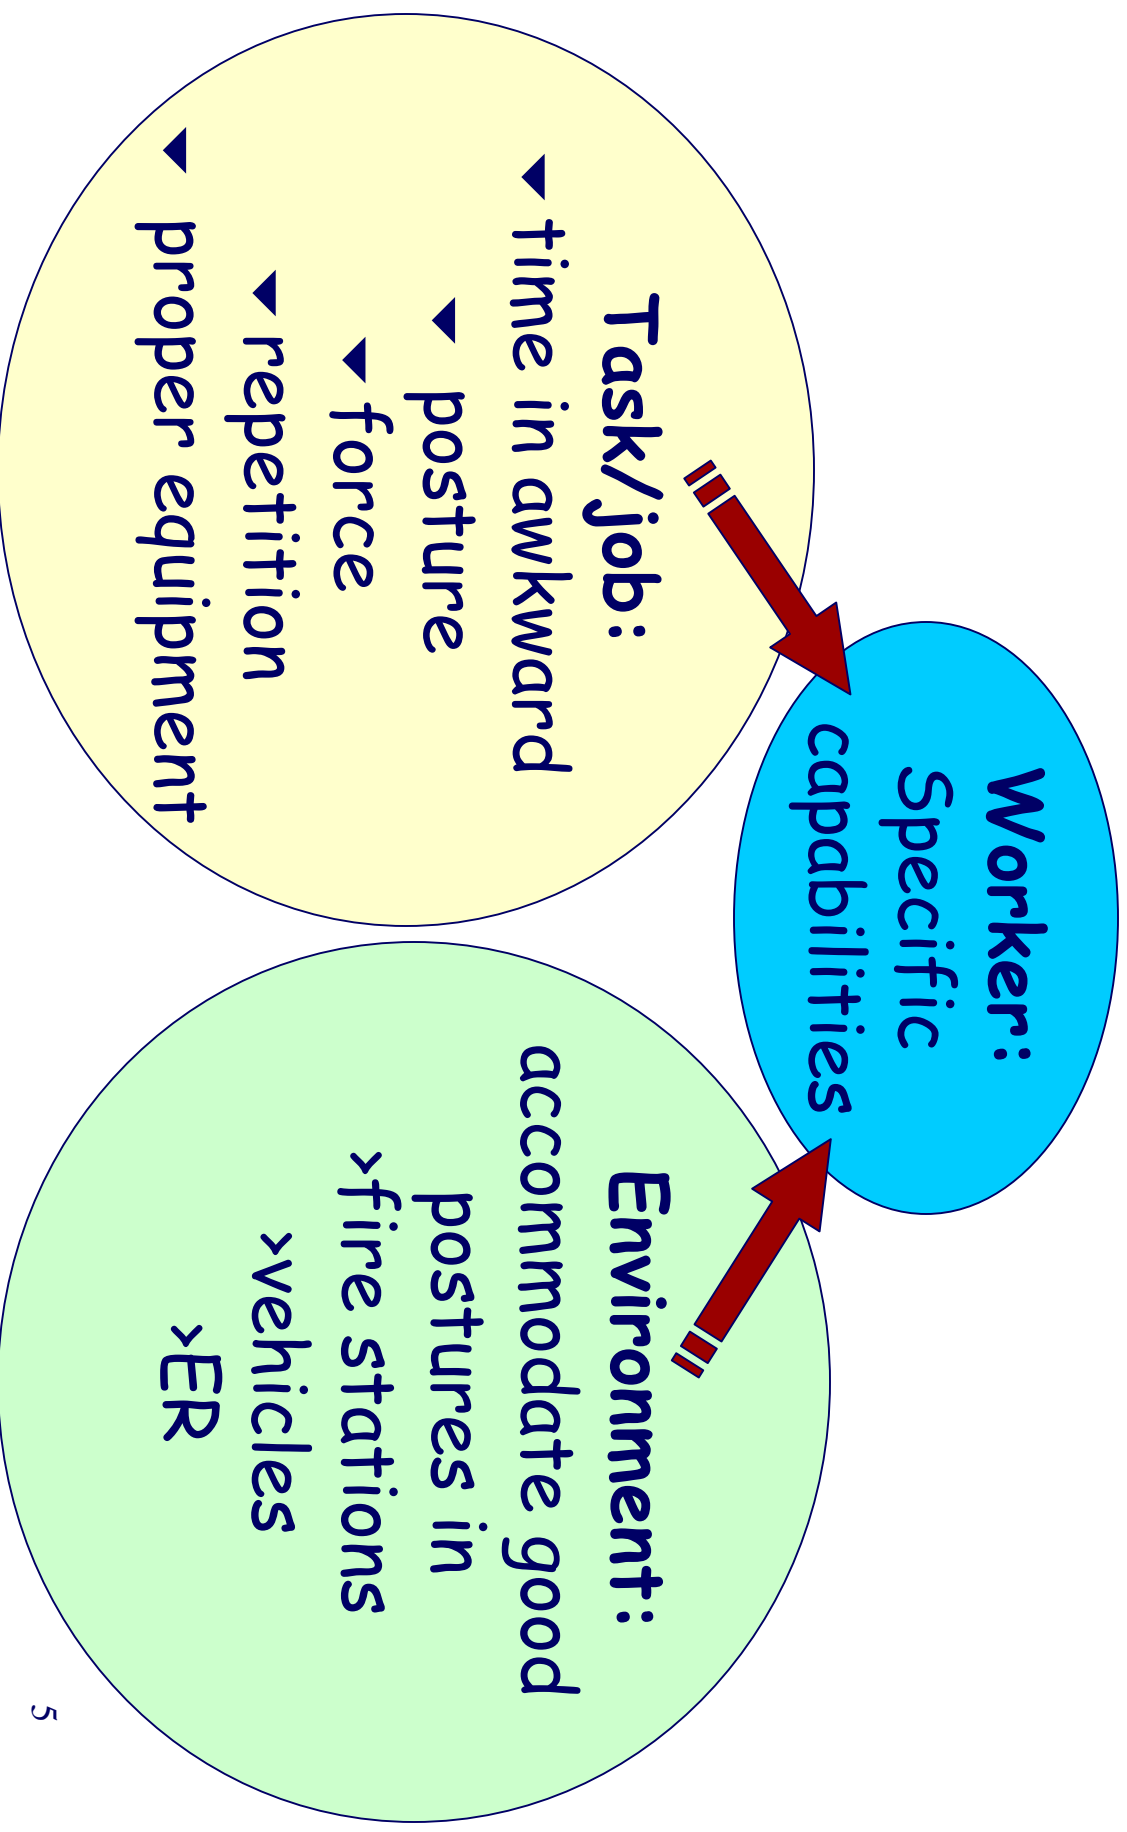 Worker:
Specific
capabilities
Task/job:
▼ time in awkward
▼ posture
▼ force
▼ repetition
▼ proper equipment
Environment:
accommodate good
postures in
>fire stations
>vehicles
>ER
5